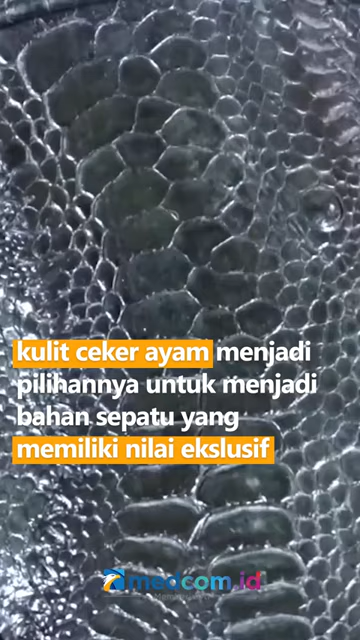 kulit ceker ayam menjadi
pilihannya untuk menjadi
bahan sepatu yang
memiliki nilai ekslusif
medcom.id